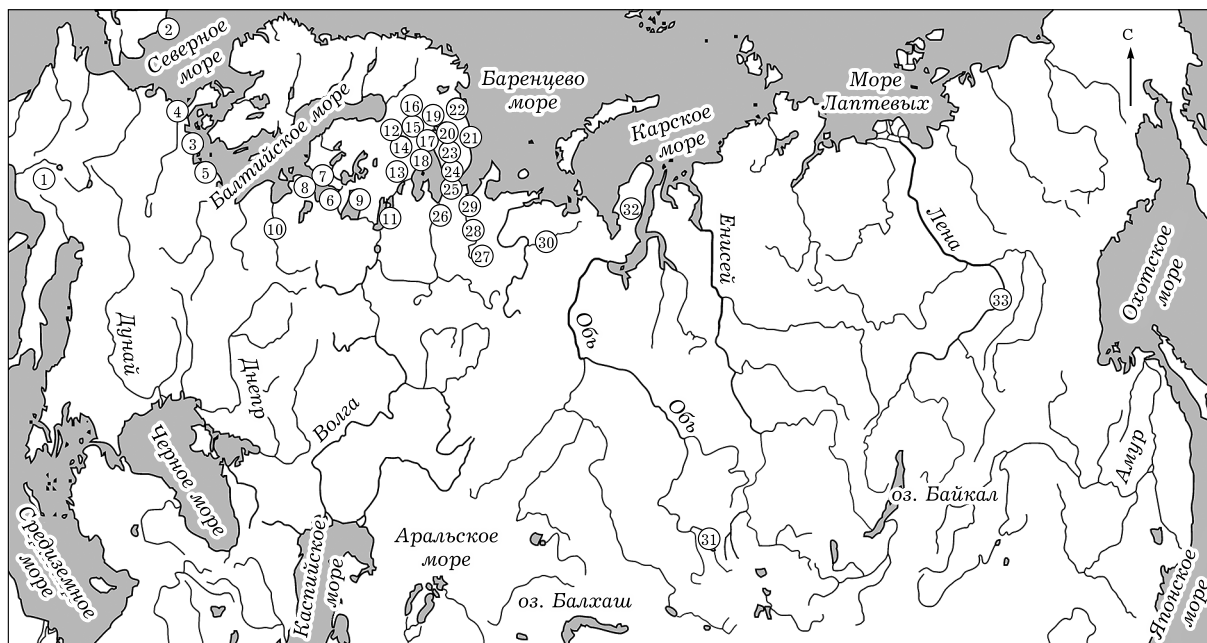 2
Северное
море
С
Баренцево
море
Море
Лаптевых
Карское
море
Балтийское море
4
3
5
1
16
19
22
12
15
20
21
14
17
23
18
13
24
25
7
8
6
9
11
26
29
28
27
10
30
32
Енисей
Лена
33
Охотское
море
Дунай
Днепр
Волга
Обь
Обь
Амур
Черное море
оз. Байкал
Средиземное
море
Каспийское
море
Аральское
море
31
оз. Балхаш
Японское
море